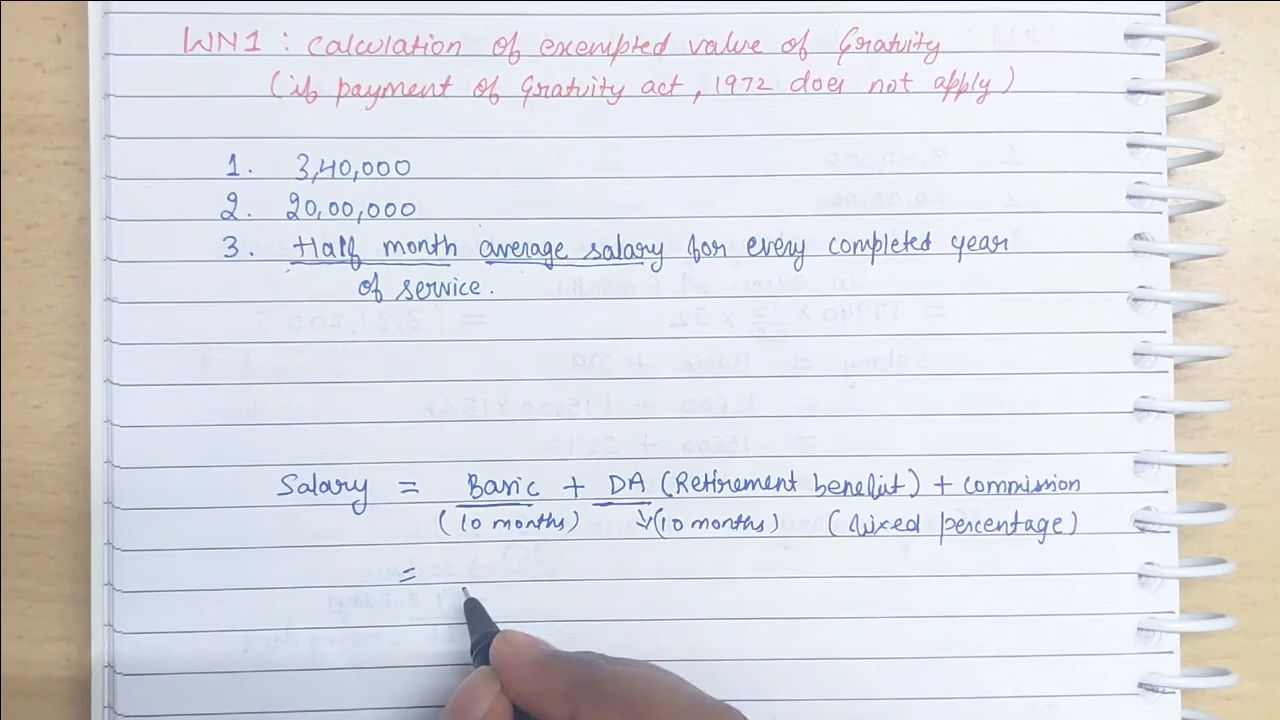 WN1 : Calculation of exempted value of Gratuity
(if payment of Gratuity act, 1972 does not apply)
1. 3,40,000
2. 20,00,000
3. Half month average salary for every completed year
of service.
Salary = Basic + DA (Retirement benefit) + commission
(10 months) ↓(10 months) (fixed percentage)
=